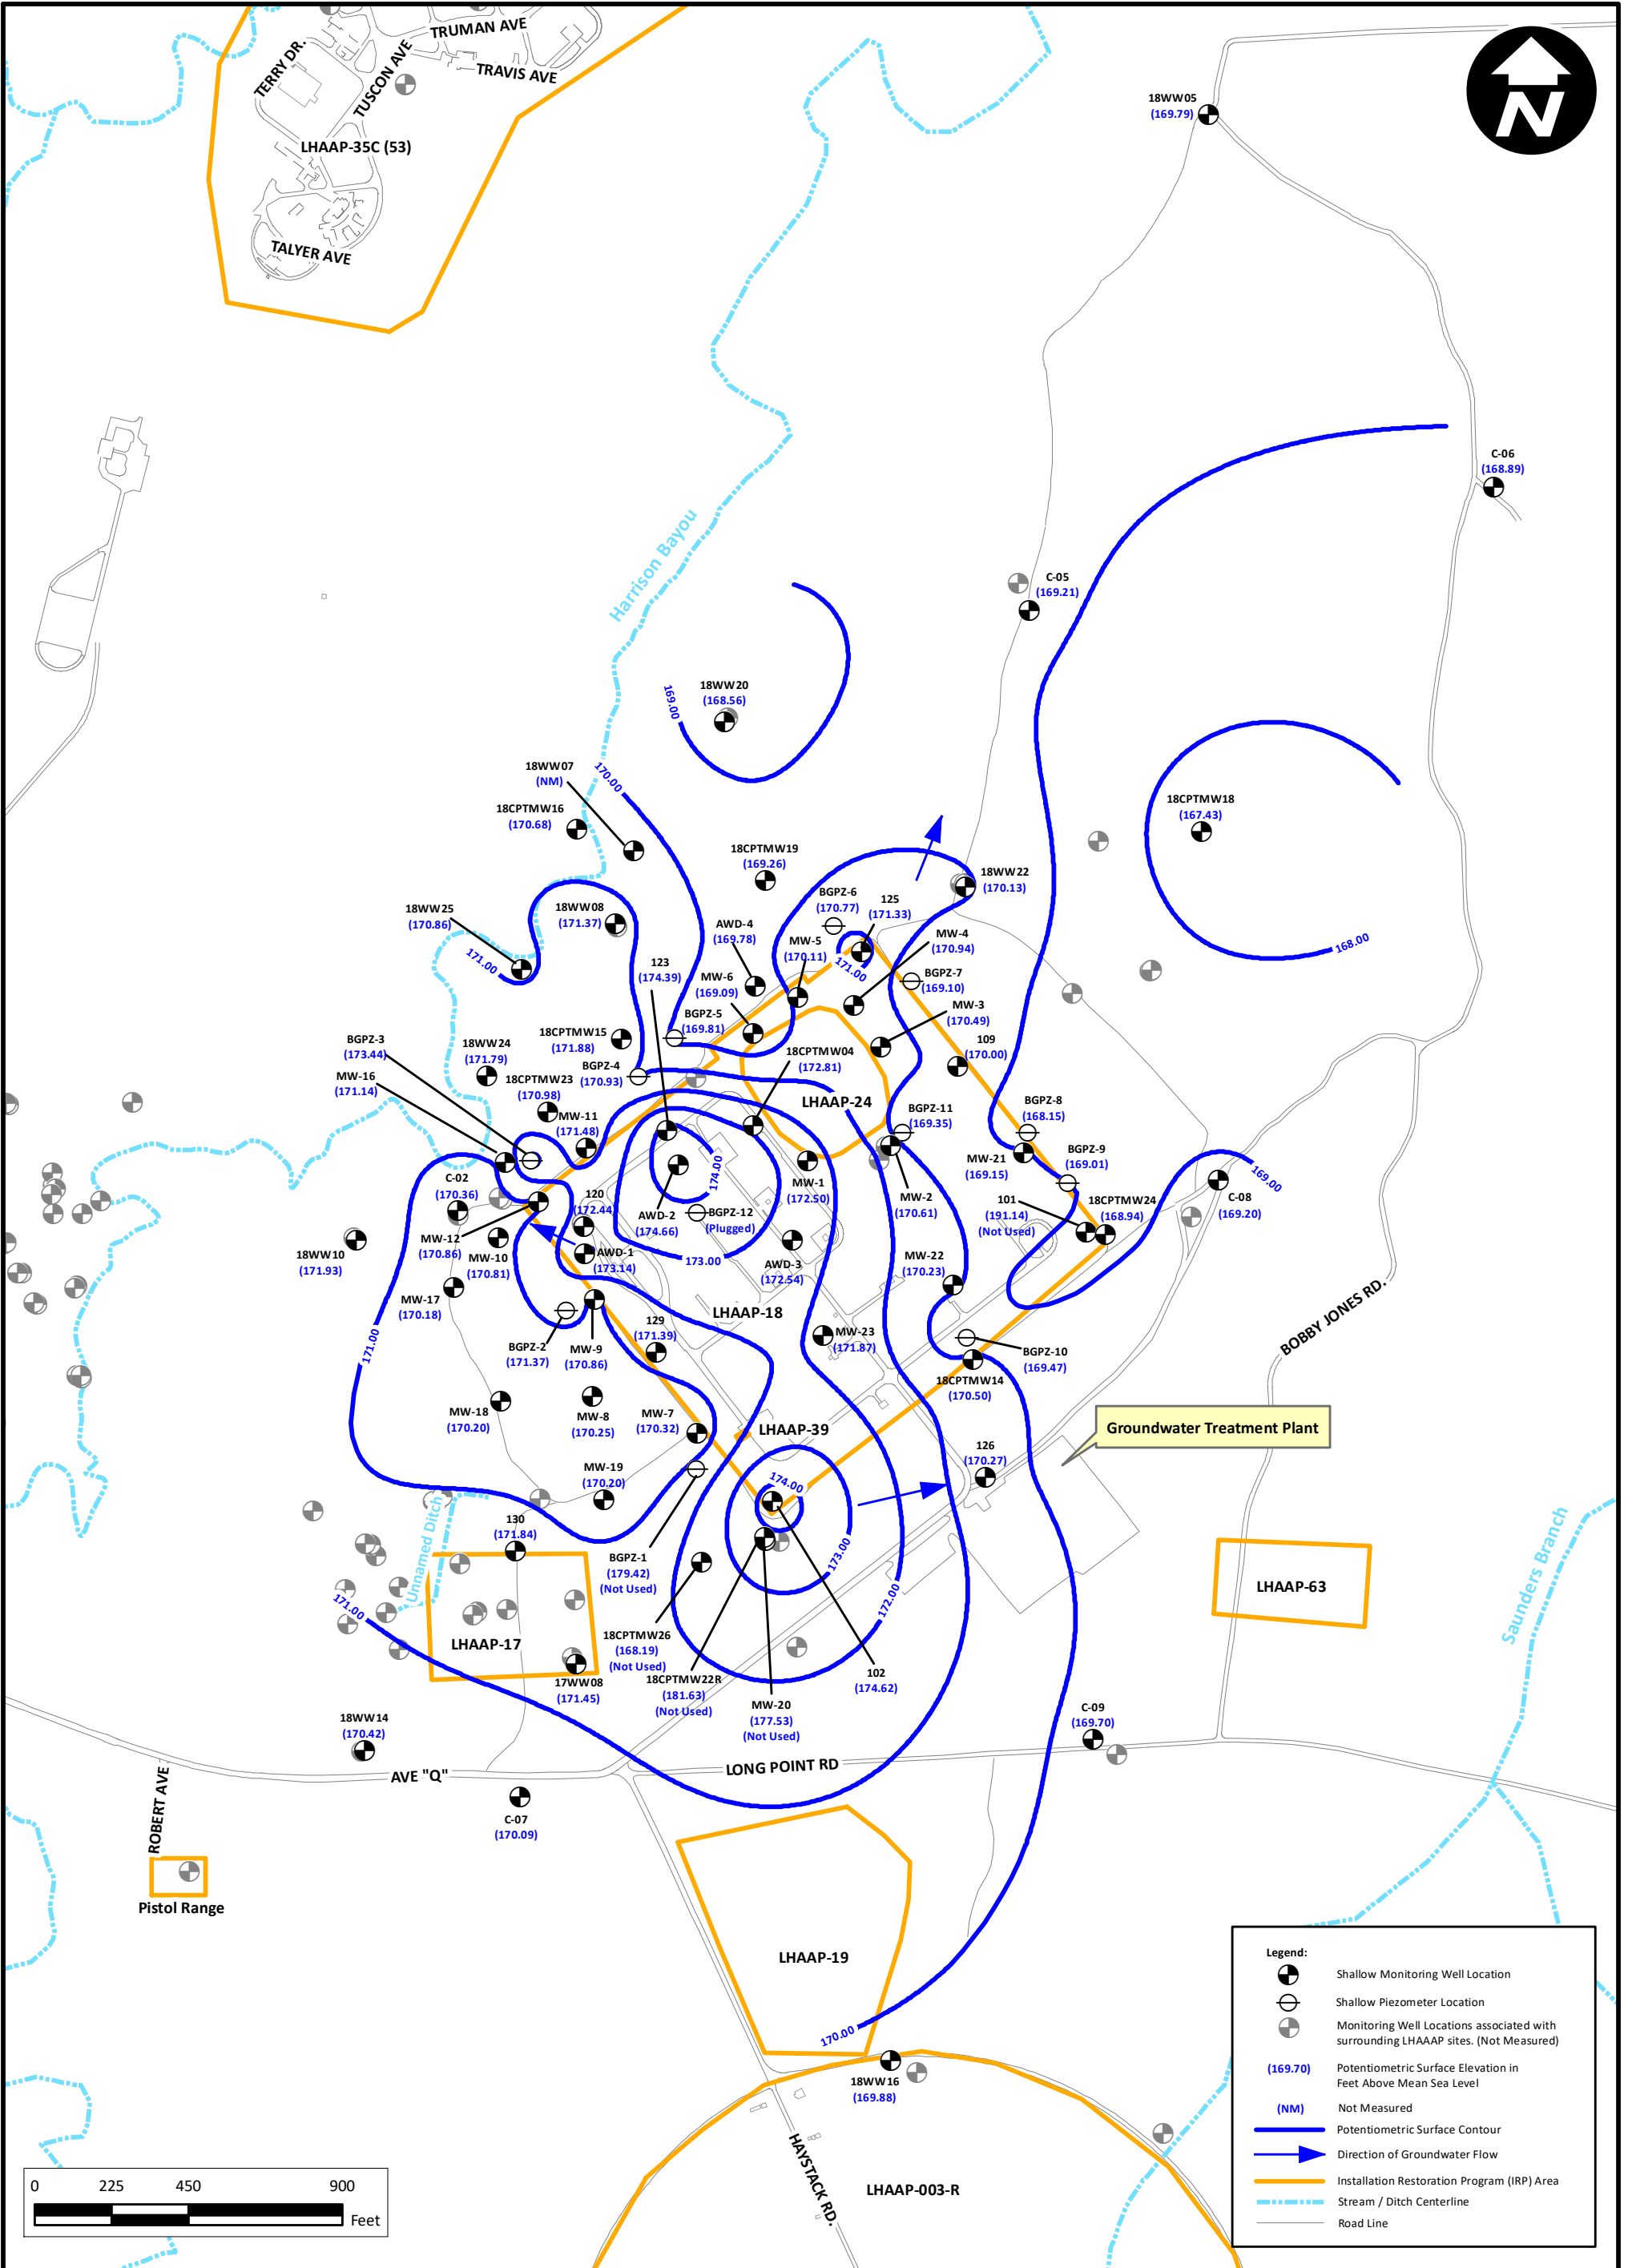 TRUMAN AVE
TERRY DR.
TUSCON AVE
TRAVIS AVE
LHAAP-35C (53)
TALYER AVE
N
18WW05
(169.79)
C-06
(168.89)
Harrison Bayou
C-05
(169.21)
18WW20
(168.56)
169.00
18WW07
(NM)
170.00
18CPTMW16
(170.68)
18CPTMW18
(167.43)
168.00
18CPTMW19
(169.26)
18WW22
(170.13)
BGPZ-6
(170.77)
125
(171.33)
18WW25
(170.86)
18WW08
(171.37)
AWD-4
(169.78)
MW-5
(170.11)
MW-4
(170.94)
171.00
171.00
123
(174.39)
MW-6
(169.09)
BGPZ-7
(169.10)
MW-3
(170.49)
BGPZ-5
(169.81)
18CPTMW15
(171.88)
109
(170.00)
BGPZ-3
(173.44)
18WW24
(171.79)
18CPTMW04
(172.81)
BGPZ-4
(170.93)
MW-16
(171.14)
18CPTMW23
(170.98)
LHAAP-24
BGPZ-8
(168.15)
MW-11
(171.48)
BGPZ-11
(169.35)
MW-21
(169.15)
BGPZ-9
(169.01)
169.00
174.00
C-02
(170.36)
MW-1
(172.50)
MW-2
(170.61)
C-08
(169.20)
120
(172.44)
AWD-2
(174.66)
BGPZ-12
(Plugged)
101
(191.14)
(Not Used)
18CPTMW24
(168.94)
MW-12
(170.86)
18WW10
(171.93)
MW-10
(170.81)
AWD-1
(173.14)
173.00
AWD-3
(172.54)
MW-22
(170.23)
MW-17
(170.18)
LHAAP-18
BOBBY JONES RD.
171.00
BGPZ-2
(171.37)
MW-9
(170.86)
129
(171.39)
MW-23
(171.87)
BGPZ-10
(169.47)
18CPTMW14
(170.50)
MW-18
(170.20)
MW-8
(170.25)
MW-7
(170.32)
LHAAP-39
Groundwater Treatment Plant
126
(170.27)
MW-19
(170.20)
174.00
Unnamed Ditch
130
(171.84)
173.00
BGPZ-1
(179.42)
(Not Used)
172.00
171.00
LHAAP-63
Saunders Branch
LHAAP-17
18CPTMW26
(168.19)
(Not Used)
17WW08
(171.45)
18CPTMW22R
(181.63)
(Not Used)
MW-20
(177.53)
(Not Used)
102
(174.62)
18WW14
(170.42)
C-09
(169.70)
AVE "Q"
LONG POINT RD
ROBERT AVE
C-07
(170.09)
Pistol Range
LHAAP-19
170.00
18WW16
(169.88)
HAYSTACK RD.
LHAAP-003-R
0 225 450 900
Feet
Legend:
Shallow Monitoring Well Location
Shallow Piezometer Location
Monitoring Well Locations associated with
surrounding LHAAAP sites. (Not Measured)
(169.70) Potentiometric Surface Elevation in
Feet Above Mean Sea Level
(NM) Not Measured
Potentiometric Surface Contour
Direction of Groundwater Flow
Installation Restoration Program (IRP) Area
Stream / Ditch Centerline
Road Line